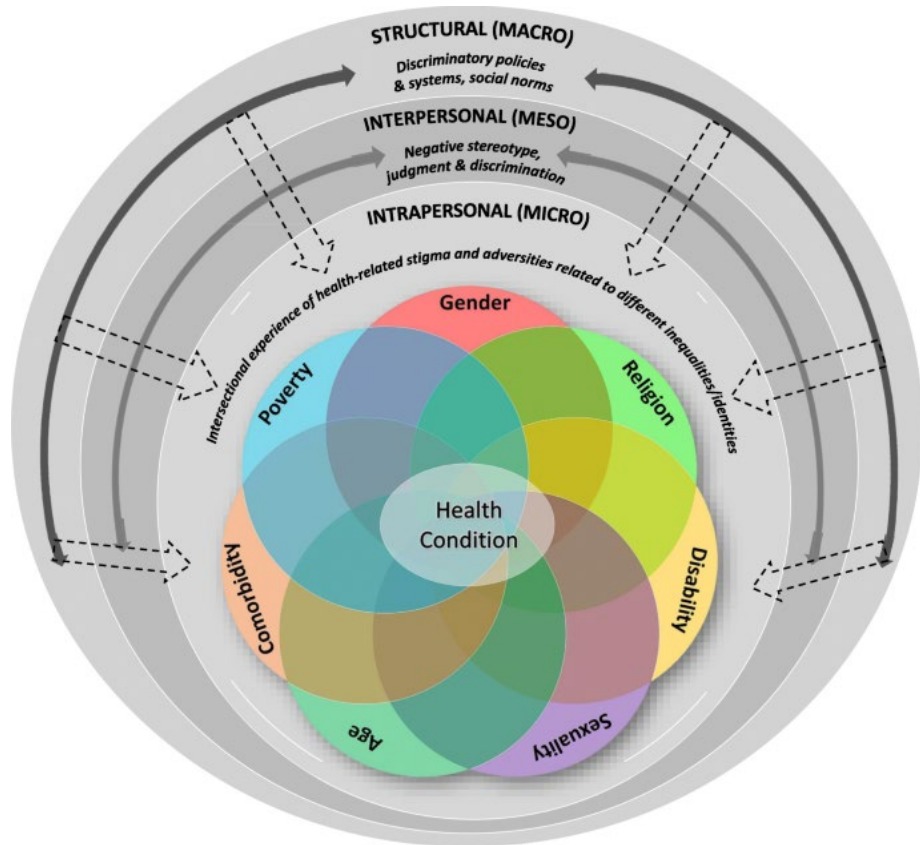 STRUCTURAL (MACRO)
Discriminatory policies
& systems, social norms
INTERPERSONAL (MESO)
Negative stereotype,
judgment & discrimination
INTRAPERSONAL (MICRO)
Intersectional experience of health-related stigma and adversities related to different inequalities/identities
Gender
Poverty
Religion
Health
Condition
Comorbidity
Disability
Age
Sexuality